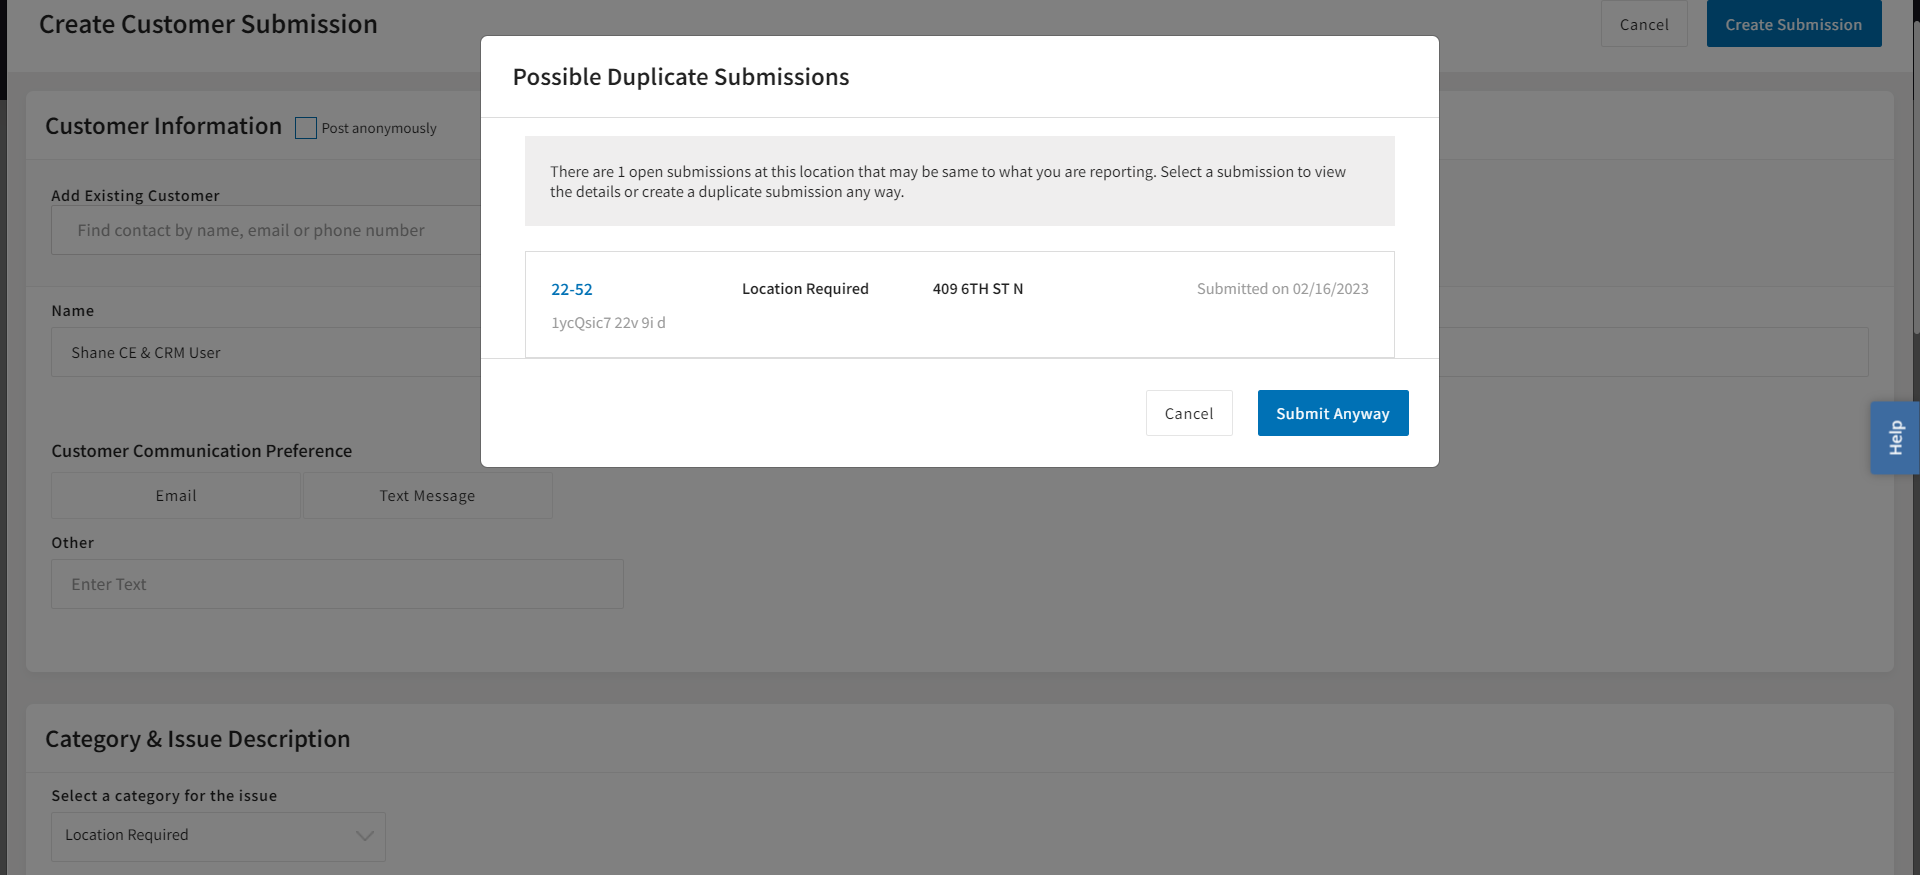 Create Customer Submission
Cancel
Create Submission
Possible Duplicate Submissions
Customer Information
Post anonymously
There are 1 open submissions at this location that may be same to what you are reporting. Select a submission to view
the details or create a duplicate submission any way.
Add Existing Customer
Find contact by name, email or phone number
22-52
Location Required
409 6TH ST N
Submitted on 02/16/2023
1ycQsic7 22v 9i d
Name
Shane CE & CRM User
Cancel
Submit Anyway
Help
Customer Communication Preference
Email
Text Message
Other
Enter Text
Category & Issue Description
Select a category for the issue
Location Required